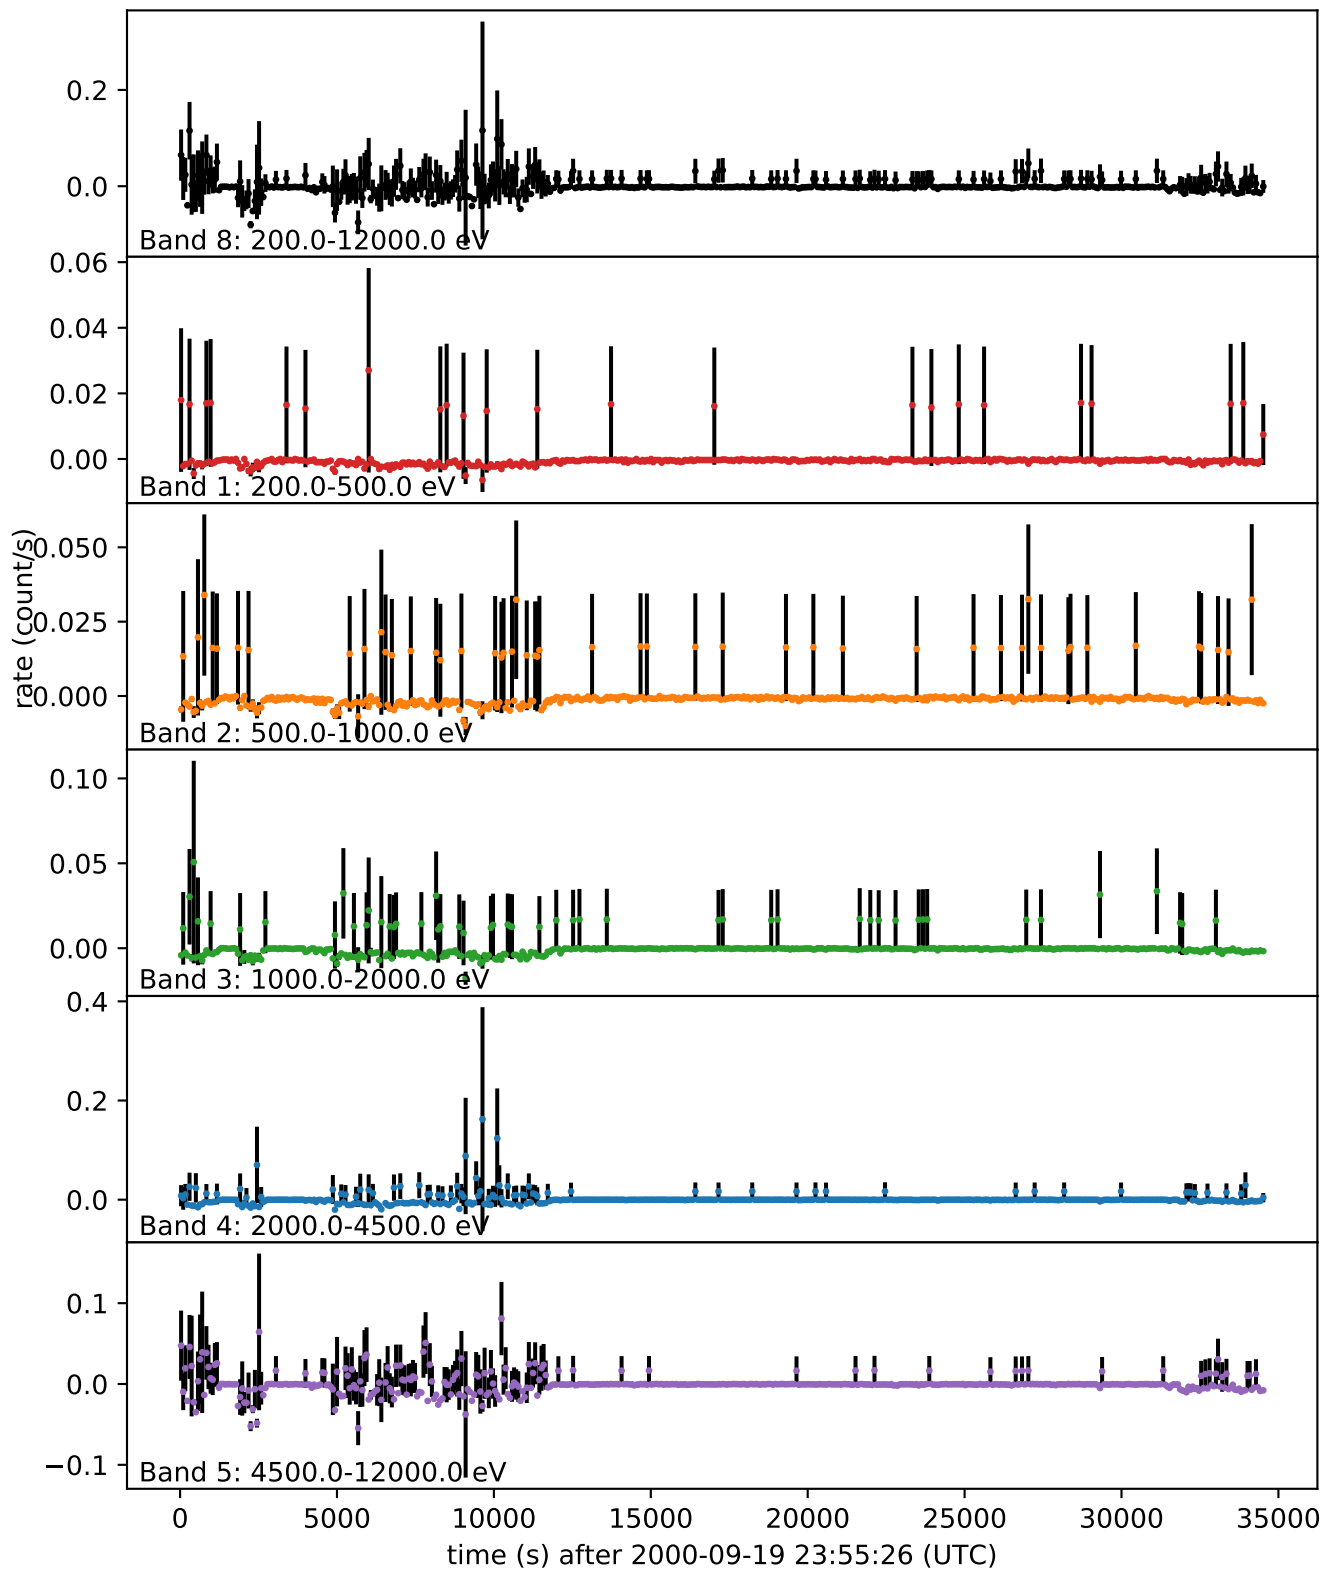 0.2
0.0
Band 8: 200.0-12000.0 eV
0.06
0.04
0.02
0.00
Band 1: 200.0-500.0 eV
rate (count/s)
0.050
0.025
0.000
Band 2: 500.0-1000.0 eV
0.10
0.05
0.00
Band 3: 1000.0-2000.0 eV
0.4
0.2
0.0
Band 4: 2000.0-4500.0 eV
0.1
0.0
−0.1
Band 5: 4500.0-12000.0 eV
0 5000 10000 15000 20000 25000 30000 35000
time (s) after 2000-09-19 23:55:26 (UTC)